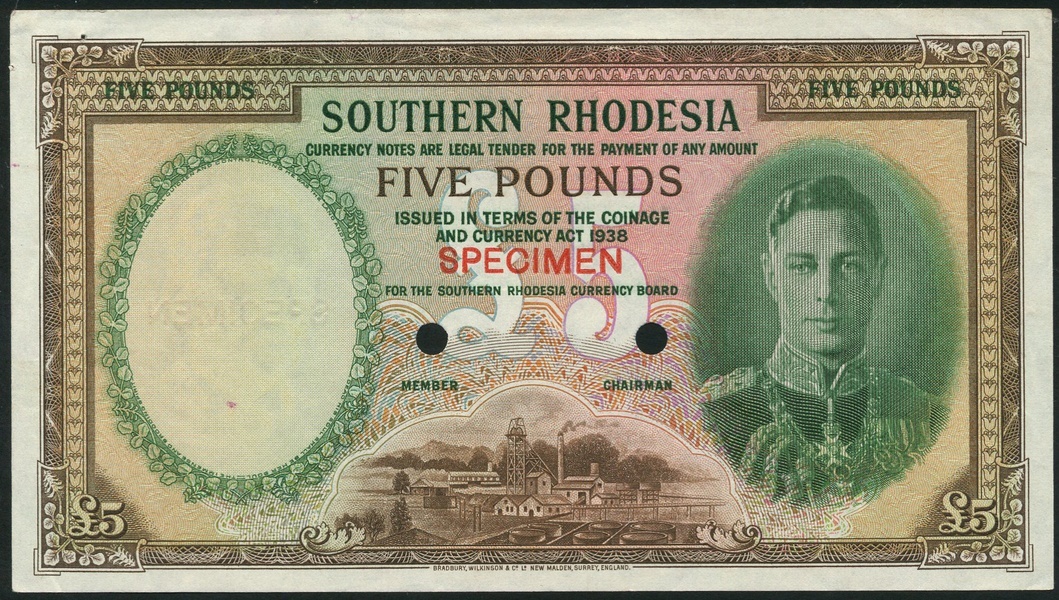 FIVE POUNDS
FIVE POUNDS
SOUTHERN RHODESIA
CURRENCY NOTES ARE LEGAL TENDER FOR THE PAYMENT OF ANY AMOUNT
FIVE POUNDS
£5
ISSUED IN TERMS OF THE COINAGE
AND CURRENCY ACT 1938
SPECIMEN
FOR THE SOUTHERN RHODESIA CURRENCY BOARD
MEMBER
CHAIRMAN
£5
£5
BRADBURY, WILKINSON & Cº Lᵈ NEW MALDEN, SURREY, ENGLAND.